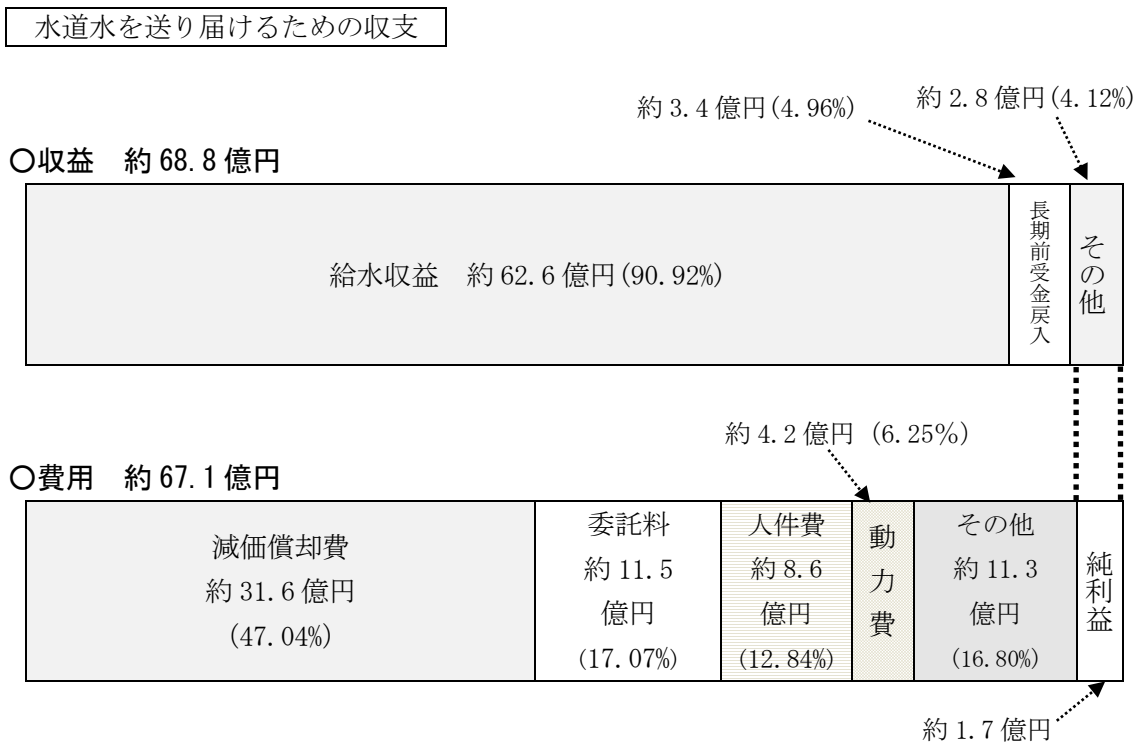 水道水を送り届けるための収支
約3.4億円(4.96%)
約2.8億円(4.12%)
○収益　約68.8億円
給水収益　約62.6億円(90.92%)
長期前受金戻入
その他
約4.2億円 (6.25%)
○費用　約67.1億円
減価償却費
約31.6億円
(47.04%)
委託料
約11.5
億円
(17.07%)
人件費
約8.6
億円
(12.84%)
動力費
その他
約11.3
億円
(16.80%)
純利益
約1.7億円